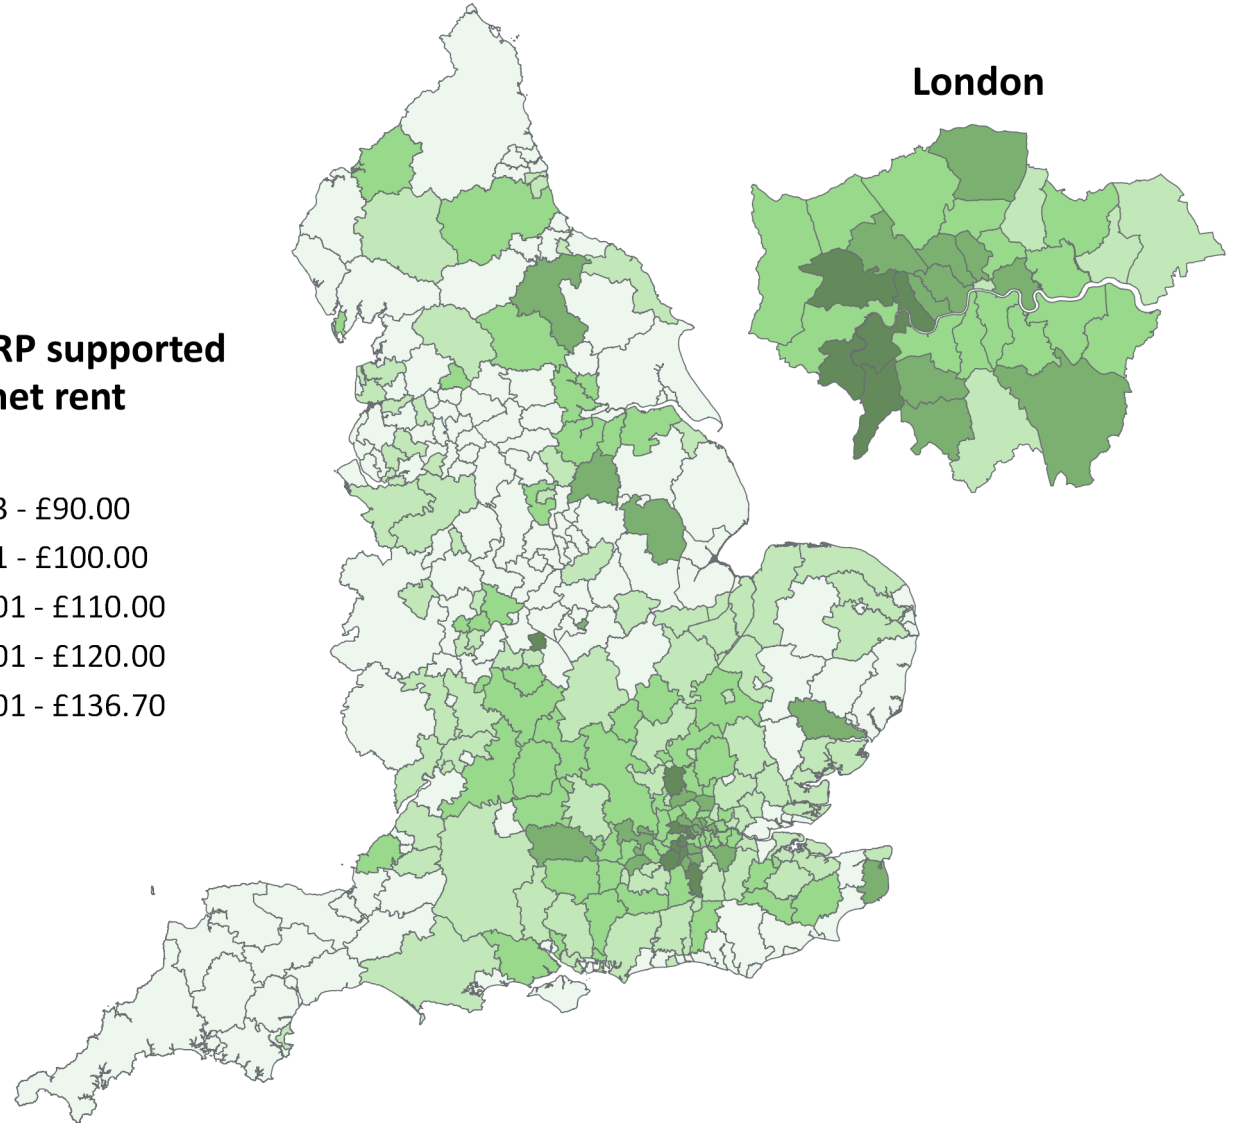 London
RP supported
net rent
3 - £90.00
1 - £100.00
01 - £110.00
01 - £120.00
01 - £136.70